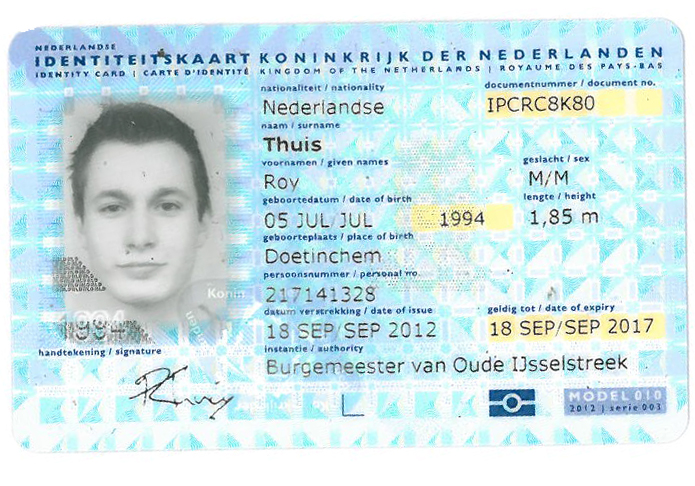 NEDERLANDSE
IDENTITEITSKAART KONINKRIJK DER NEDERLANDEN
IDENTITY CARD | CARTE D'IDENTITÉ KINGDOM OF THE NETHERLANDS | ROYAUME DES PAYS-BAS
nationaliteit / nationality documentnummer / document no.
Nederlandse IPCRC8K80
naam / surname
Thuis
voornamen / given names geslacht / sex
Roy M/M
geboortedatum / date of birth lengte / height
05 JUL/JUL 1994 1,85 m
geboorteplaats / place of birth
Doetinchem
persoonsnummer / personal no.
217141328
Konin
datum verstrekking / date of issue geldig tot / date of expiry
1994 18 SEP/SEP 2012 18 SEP/SEP 2017
handtekening / signature instantie / authority
Burgemeester van Oude IJsselstreek
MODEL 010
2012 | serie 003